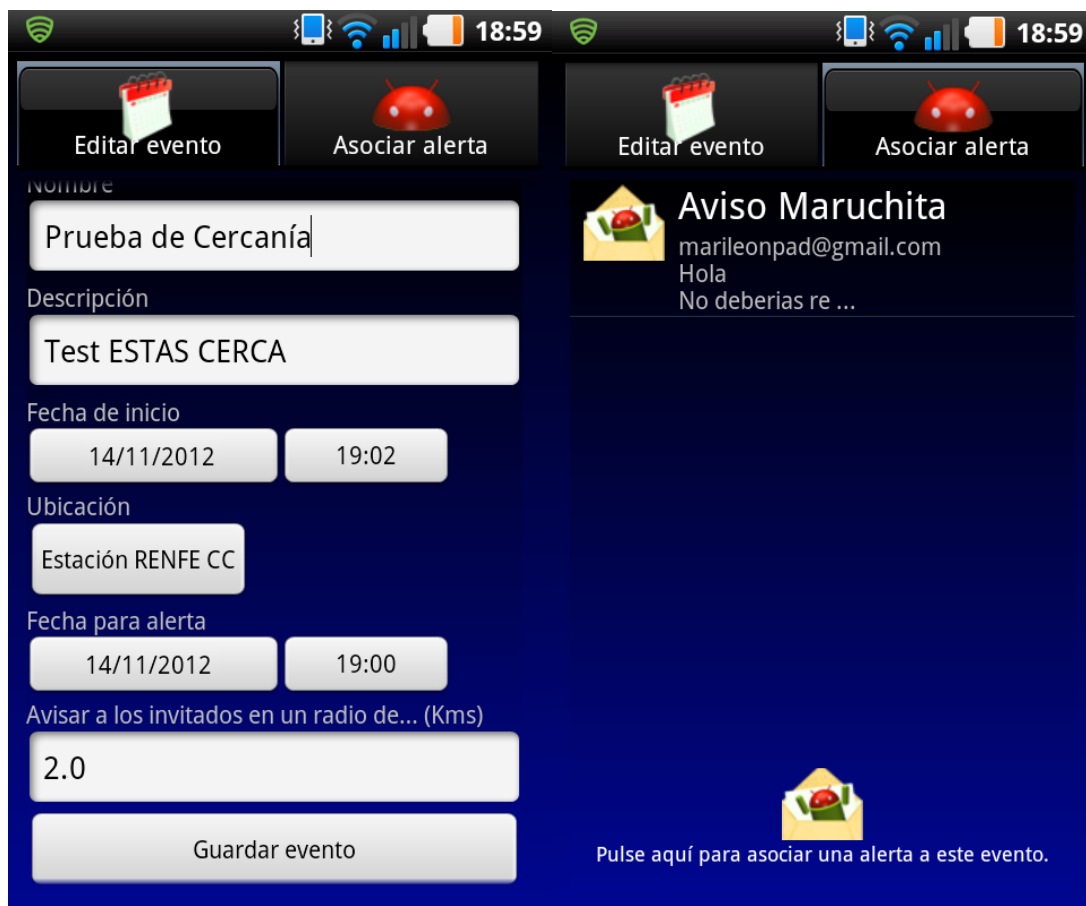 18:59
Editar evento
Asociar alerta
Nombre
Prueba de Cercanía
Descripción
Test ESTAS CERCA
Fecha de inicio
14/11/2012
19:02
Ubicación
Estación RENFE CC
Fecha para alerta
14/11/2012
19:00
Avisar a los invitados en un radio de... (Kms)
2.0
Guardar evento
18:59
Editar evento
Asociar alerta
Aviso Maruchita
marileonpad@gmail.com
Hola
No deberias re ...
Pulse aquí para asociar una alerta a este evento.